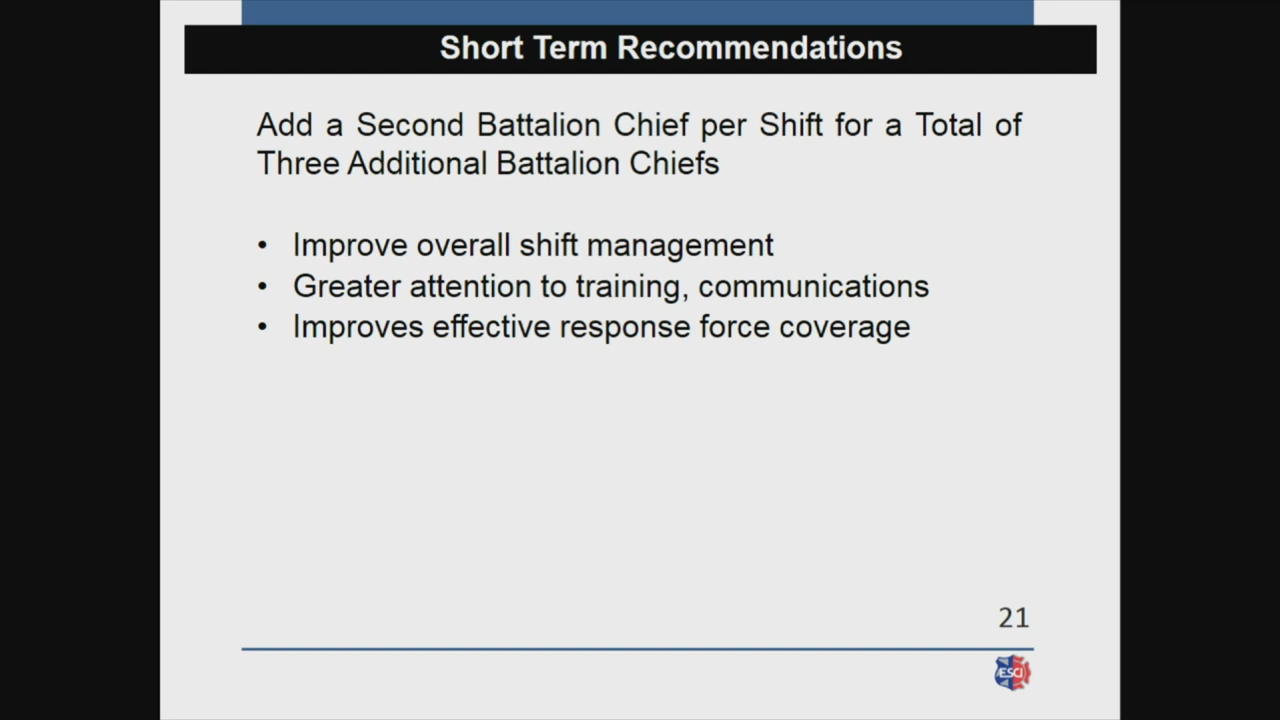 Short Term Recommendations
Add a Second Battalion Chief per Shift for a Total of
Three Additional Battalion Chiefs
• Improve overall shift management
• Greater attention to training, communications
• Improves effective response force coverage
21
ESCI